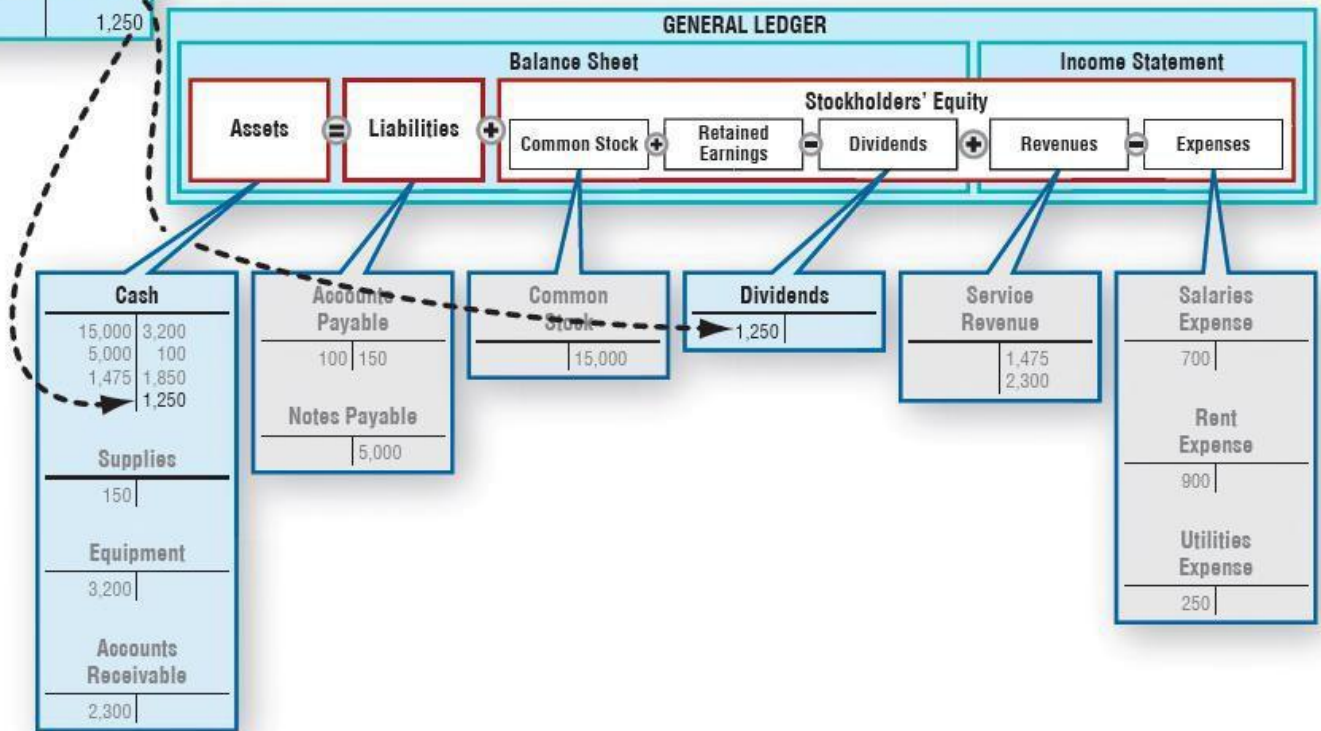 1,250
GENERAL LEDGER
Balance Sheet
Income Statement
Stockholders' Equity
Assets = Liabilities +
Common Stock + Retained Earnings - Dividends + Revenues - Expenses
Cash
15,000 3,200
5,000 100
1,475 1,850
1,250
Supplies
150
Equipment
3,200
Accounts
Receivable
2,300
Accounts
Payable
100 150
Notes Payable
5,000
Common
Stock
15,000
Dividends
1,250
Service
Revenue
1,475
2,300
Salaries
Expense
700
Rent
Expense
900
Utilities
Expense
250